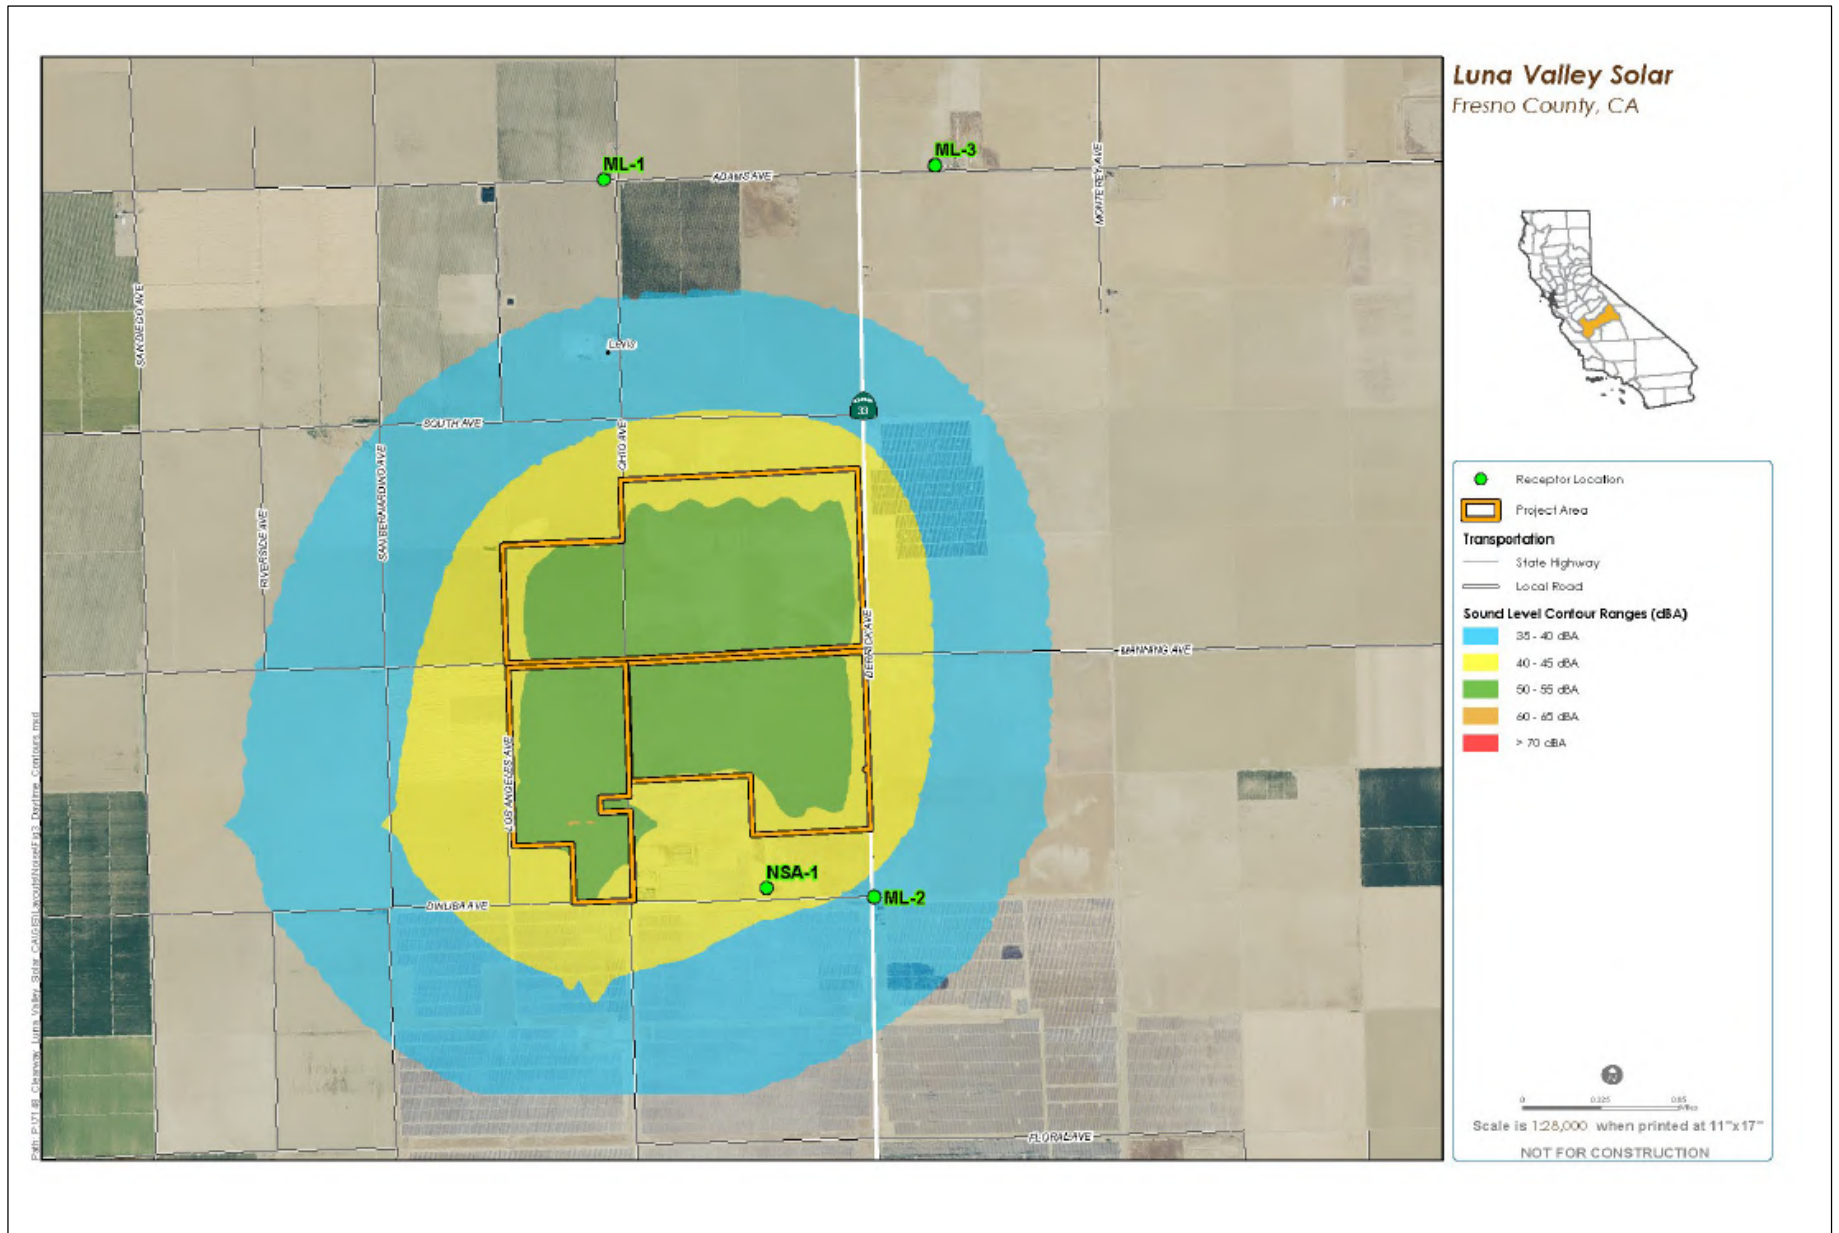 Luna Valley Solar
Fresno County, CA
ML-1
ML-3
ADAMS AVE
MONTEREY AVE
SAN DIEGO AVE
Levis
33
SOUTH AVE
OHIO AVE
SAN BERNARDINO AVE
RIVERSIDE AVE
DERRICK AVE
MANNING AVE
LOS ANGELES AVE
NSA-1
ML-2
DINUBA AVE
FLORAL AVE
Receptor Location
Project Area
Transportation
State Highway
Local Road
Sound Level Contour Ranges (dBA)
35 - 40 dBA
40 - 45 dBA
50 - 55 dBA
60 - 65 dBA
> 70 dBA
0
Miles
Scale is 1:28,000 when printed at 11"x17"
NOT FOR CONSTRUCTION